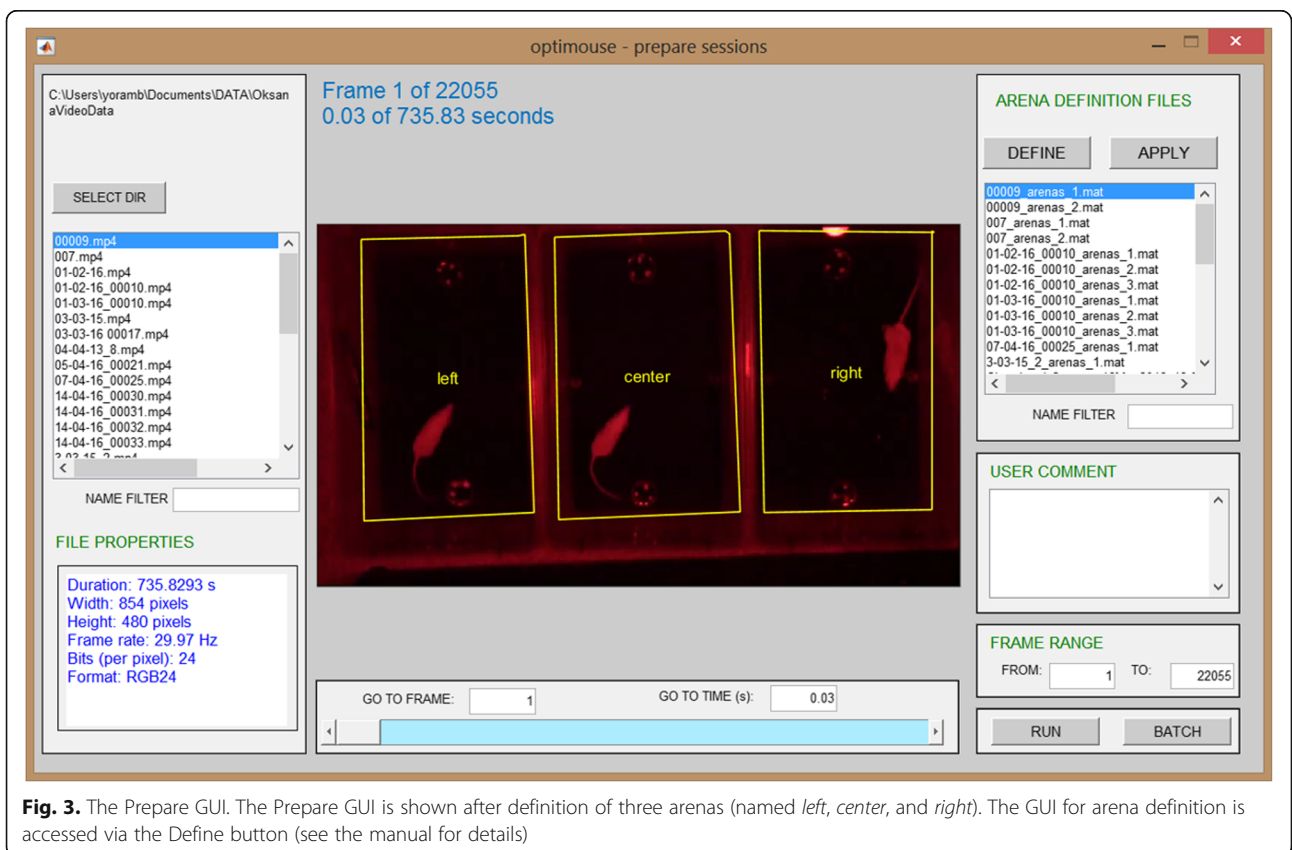 optimouse - prepare sessions
C:\Users\yoramb\Documents\DATA\Oksan
aVideoData
SELECT DIR
00009.mp4
007.mp4
01-02-16.mp4
01-02-16_00010.mp4
01-03-16_00010.mp4
03-03-15.mp4
03-03-16 00017.mp4
04-04-13_8.mp4
05-04-16_00021.mp4
07-04-16_00025.mp4
14-04-16_00030.mp4
14-04-16_00031.mp4
14-04-16_00032.mp4
14-04-16_00033.mp4
3-03-15_2.mp4
NAME FILTER
FILE PROPERTIES
Duration: 735.8293 s
Width: 854 pixels
Height: 480 pixels
Frame rate: 29.97 Hz
Bits (per pixel): 24
Format: RGB24
Frame 1 of 22055
0.03 of 735.83 seconds
left
center
right
GO TO FRAME: 1
GO TO TIME (s): 0.03
ARENA DEFINITION FILES
DEFINE
APPLY
00009_arenas_1.mat
00009_arenas_2.mat
007_arenas_1.mat
007_arenas_2.mat
01-02-16_00010_arenas_1.mat
01-02-16_00010_arenas_2.mat
01-02-16_00010_arenas_3.mat
01-03-16_00010_arenas_1.mat
01-03-16_00010_arenas_2.mat
01-03-16_00010_arenas_3.mat
07-04-16_00025_arenas_1.mat
3-03-15_2_arenas_1.mat
NAME FILTER
USER COMMENT
FRAME RANGE
FROM: 1 TO: 22055
RUN
BATCH
Fig. 3. The Prepare GUI. The Prepare GUI is shown after definition of three arenas (named left, center, and right). The GUI for arena definition is
accessed via the Define button (see the manual for details)